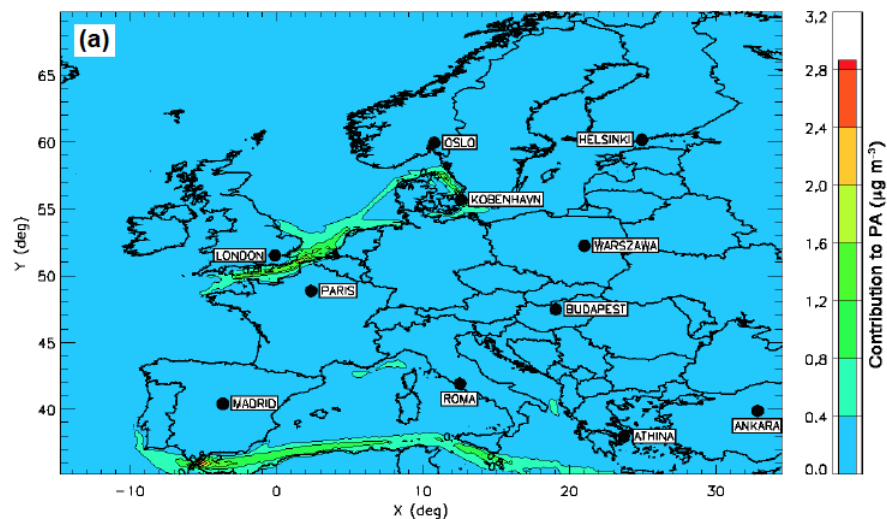 (a)
OSLO
HELSINKI
KOBENHAVN
LONDON
WARSZAWA
PARIS
BUDAPEST
MADRID
ROMA
ATHINA
ANKARA
65
60
55
50
45
40
Y (deg)
-10
0
10
20
30
X (deg)
3.2
2.8
2.4
2.0
1.6
1.2
0.8
0.4
0.0
Contribution to PA (µg m⁻³)